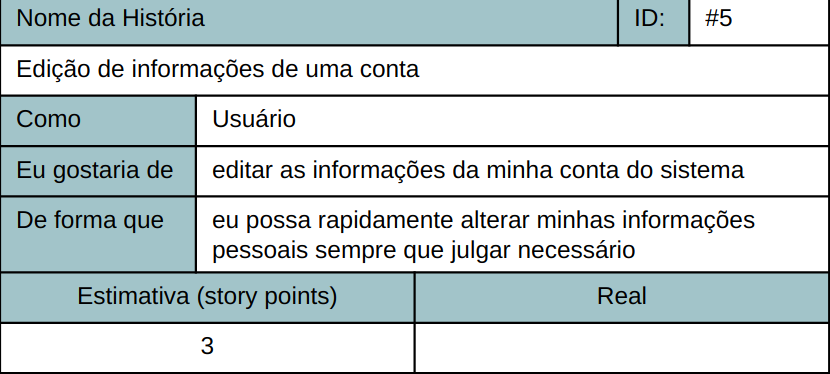 Nome da História ID: #5
Edição de informações de uma conta
Como Usuário
Eu gostaria de editar as informações da minha conta do sistema
De forma que eu possa rapidamente alterar minhas informações
pessoais sempre que julgar necessário
Estimativa (story points) Real
3